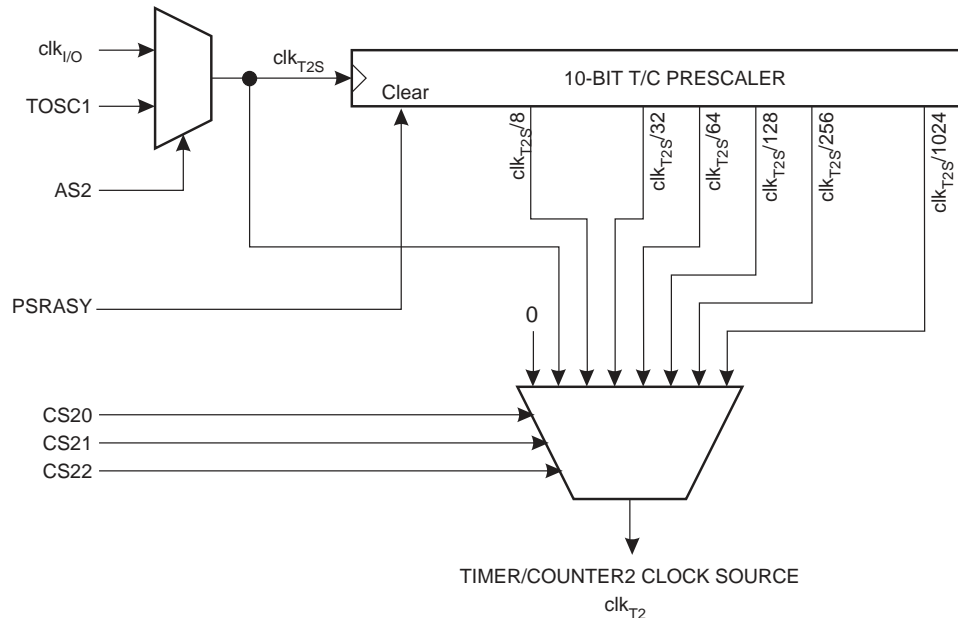 clkI/O
clkT2S
10-BIT T/C PRESCALER
TOSC1
Clear
clkT2S/8
clkT2S/32
clkT2S/64
clkT2S/128
clkT2S/256
clkT2S/1024
AS2
PSRASY
0
CS20
CS21
CS22
TIMER/COUNTER2 CLOCK SOURCE
clkT2